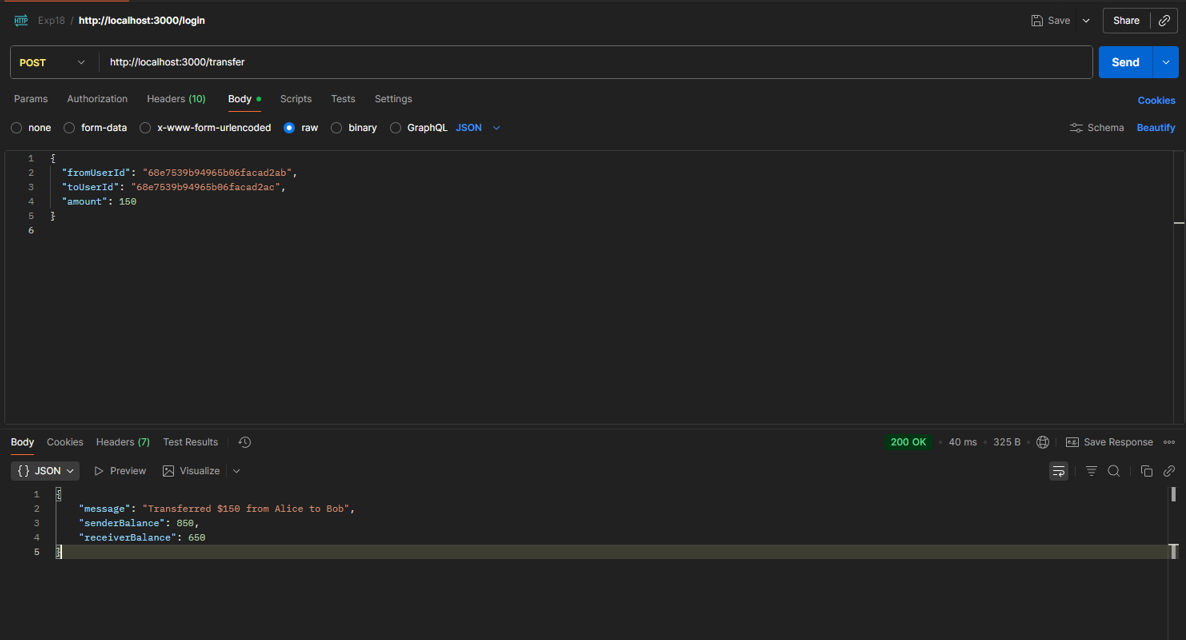 HTTP Exp18 / http://localhost:3000/login Save Share
POST http://localhost:3000/transfer Send
Params Authorization Headers (10) Body Scripts Tests Settings Cookies
none form-data x-www-form-urlencoded raw binary GraphQL JSON Schema Beautify
1 {
2 "fromUserId": "68e7539b94965b06facad2ab",
3 "toUserId": "68e7539b94965b06facad2ac",
4 "amount": 150
5 }
6
Body Cookies Headers (7) Test Results 200 OK • 40 ms • 325 B • Save Response
{ } JSON Preview Visualize
1 {
2 "message": "Transferred $150 from Alice to Bob",
3 "senderBalance": 850,
4 "receiverBalance": 650
5 }